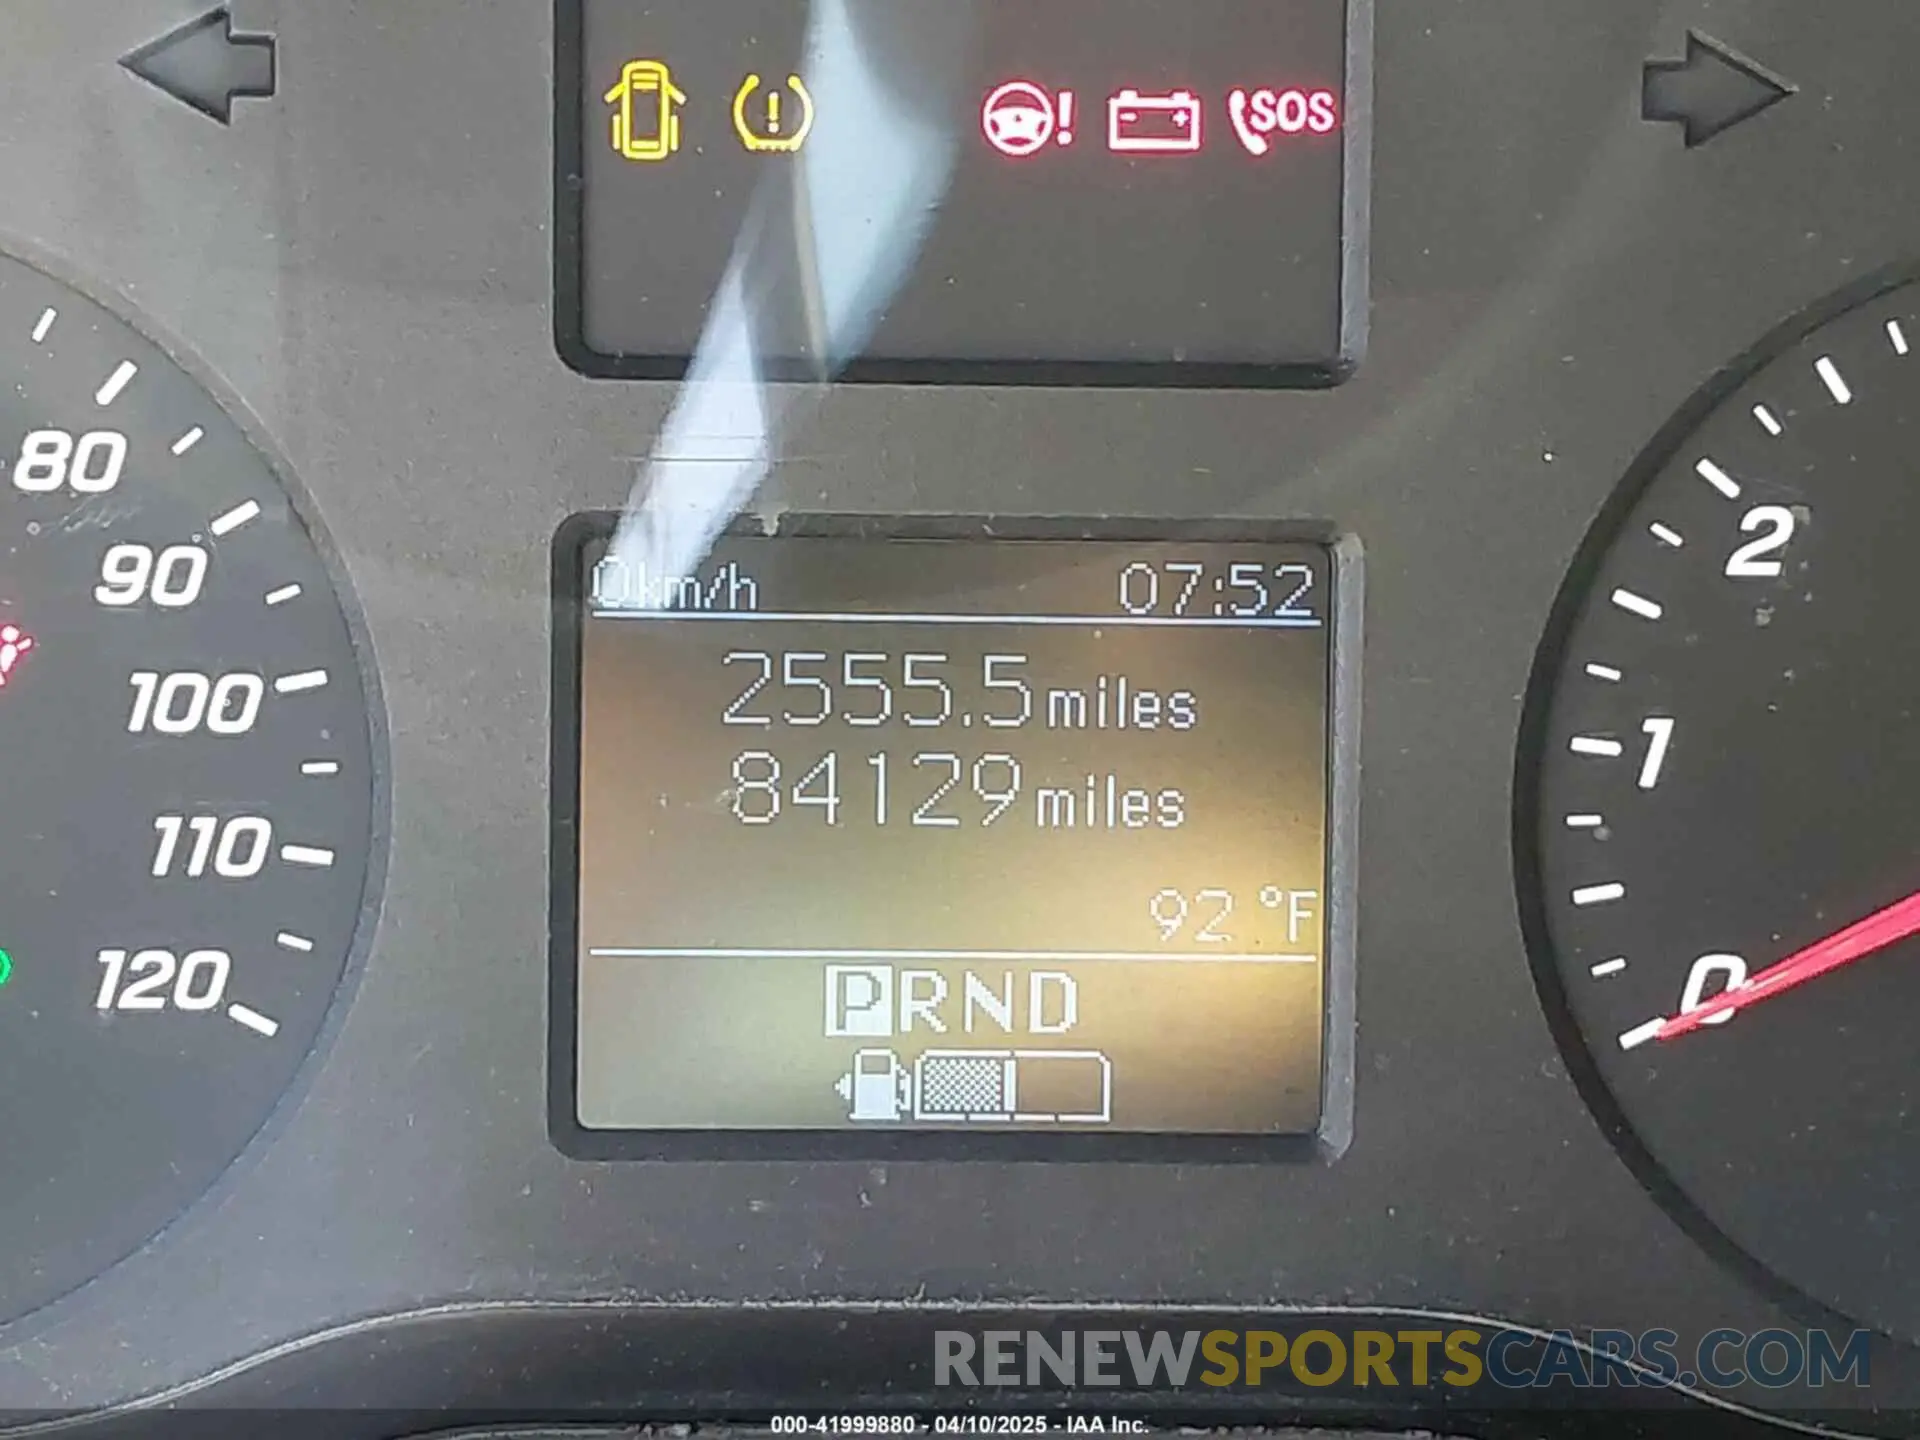 SOS
80
90
100
110
120
0km/h 07:52
2555.5 miles
84129 miles
92 °F
PRND
2
1
0
RENEWSPORTSCARS.COM
000-41999880 - 04/10/2025 - IAA Inc.